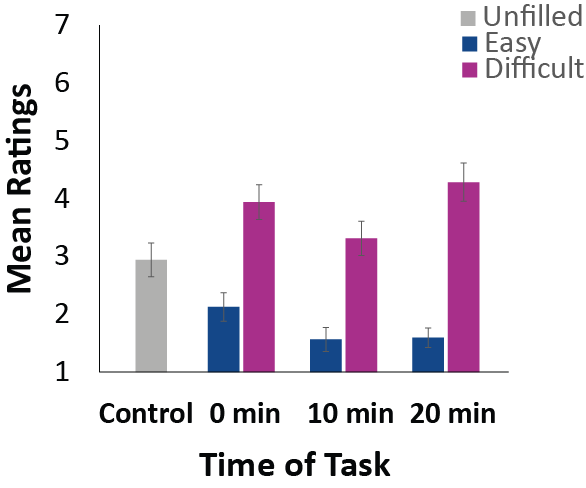 Unfilled
Easy
Difficult
Mean Ratings
7
6
5
4
3
2
1
Control 0 min 10 min 20 min
Time of Task